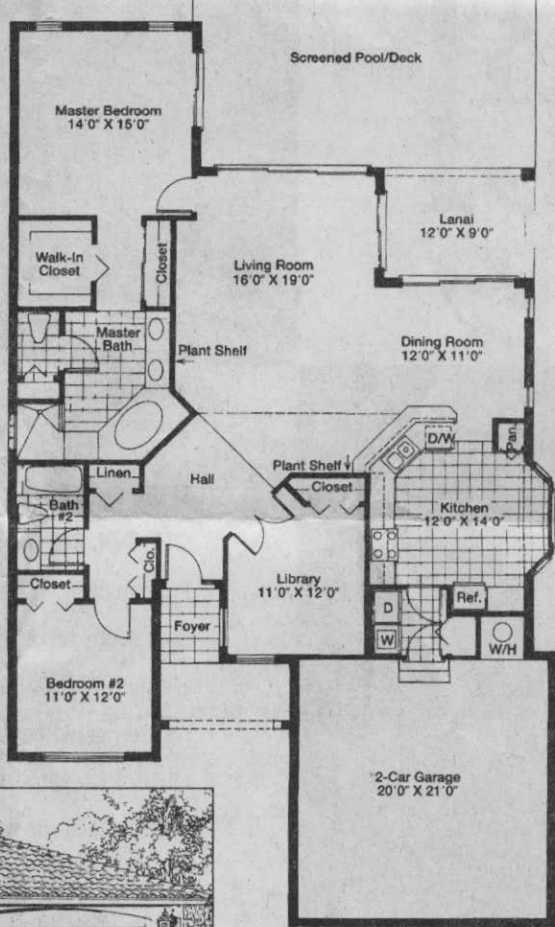 Screened Pool/Deck
Master Bedroom
14'0" X 15'0"
Lanai
12'0" X 9'0"
Walk-In
Closet
Closet
Living Room
16'0" X 19'0"
Master
Bath
Plant Shelf
Dining Room
12'0" X 11'0"
D/W
Pan.
Linen
Hall
Plant Shelf
Closet
Kitchen
12'0" X 14'0"
Bath
#2
Clo.
Closet
Library
11'0" X 12'0"
D
Ref.
Foyer
W
W/H
Bedroom #2
11'0" X 12'0"
2-Car Garage
20'0" X 21'0"